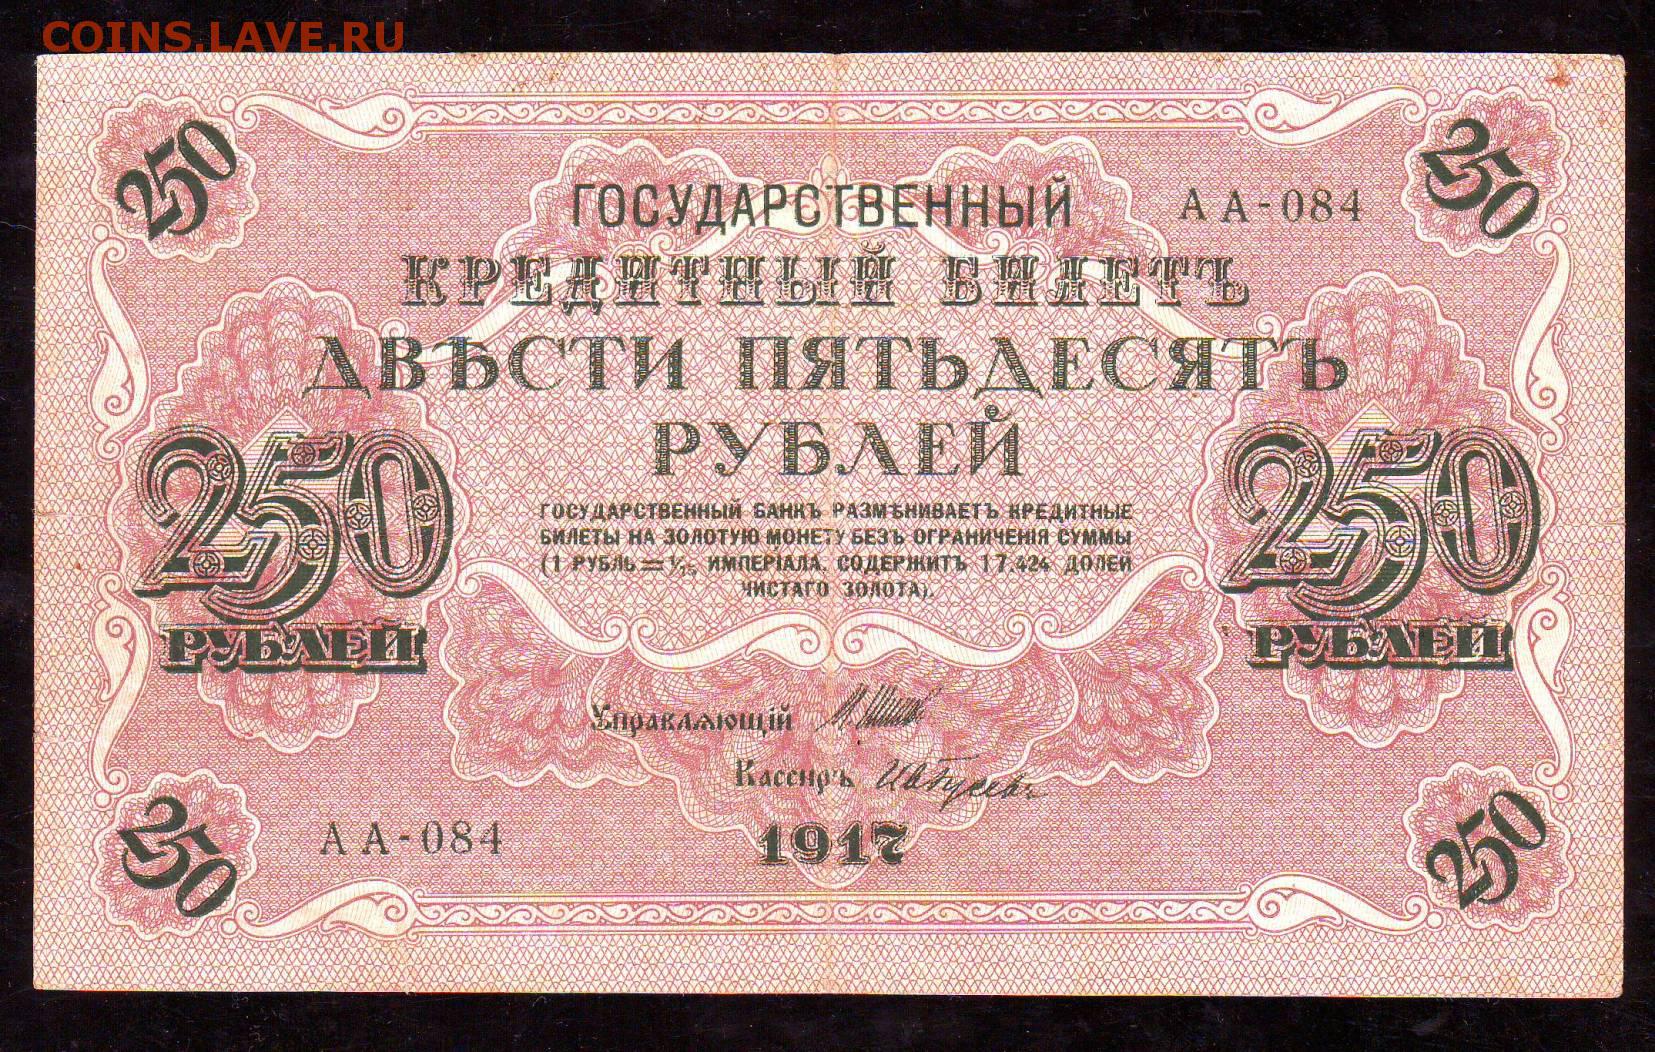 COINS.LAVE.RU
250
250
ГОСУДАРСТВЕННЫЙ
АА-084
КРЕДИТНЫЙ БИЛЕТЪ
ДВѢСТИ ПЯТЬДЕСЯТЪ
РУБЛЕЙ
250
250
ГОСУДАРСТВЕННЫЙ БАНКЪ РАЗМѢНИВАЕТЪ КРЕДИТНЫЕ
БИЛЕТЫ НА ЗОЛОТУЮ МОНЕТУ БЕЗЪ ОГРАНИЧЕНІЯ СУММЫ
(1 РУБЛЬ = 1/15 ИМПЕРІАЛА, СОДЕРЖИТЪ 17,424 ДОЛЕЙ
ЧИСТАГО ЗОЛОТА).
РУБЛЕЙ
РУБЛЕЙ
Управляющій И. Шипов
Кассиръ
АА-084
1917
250
250